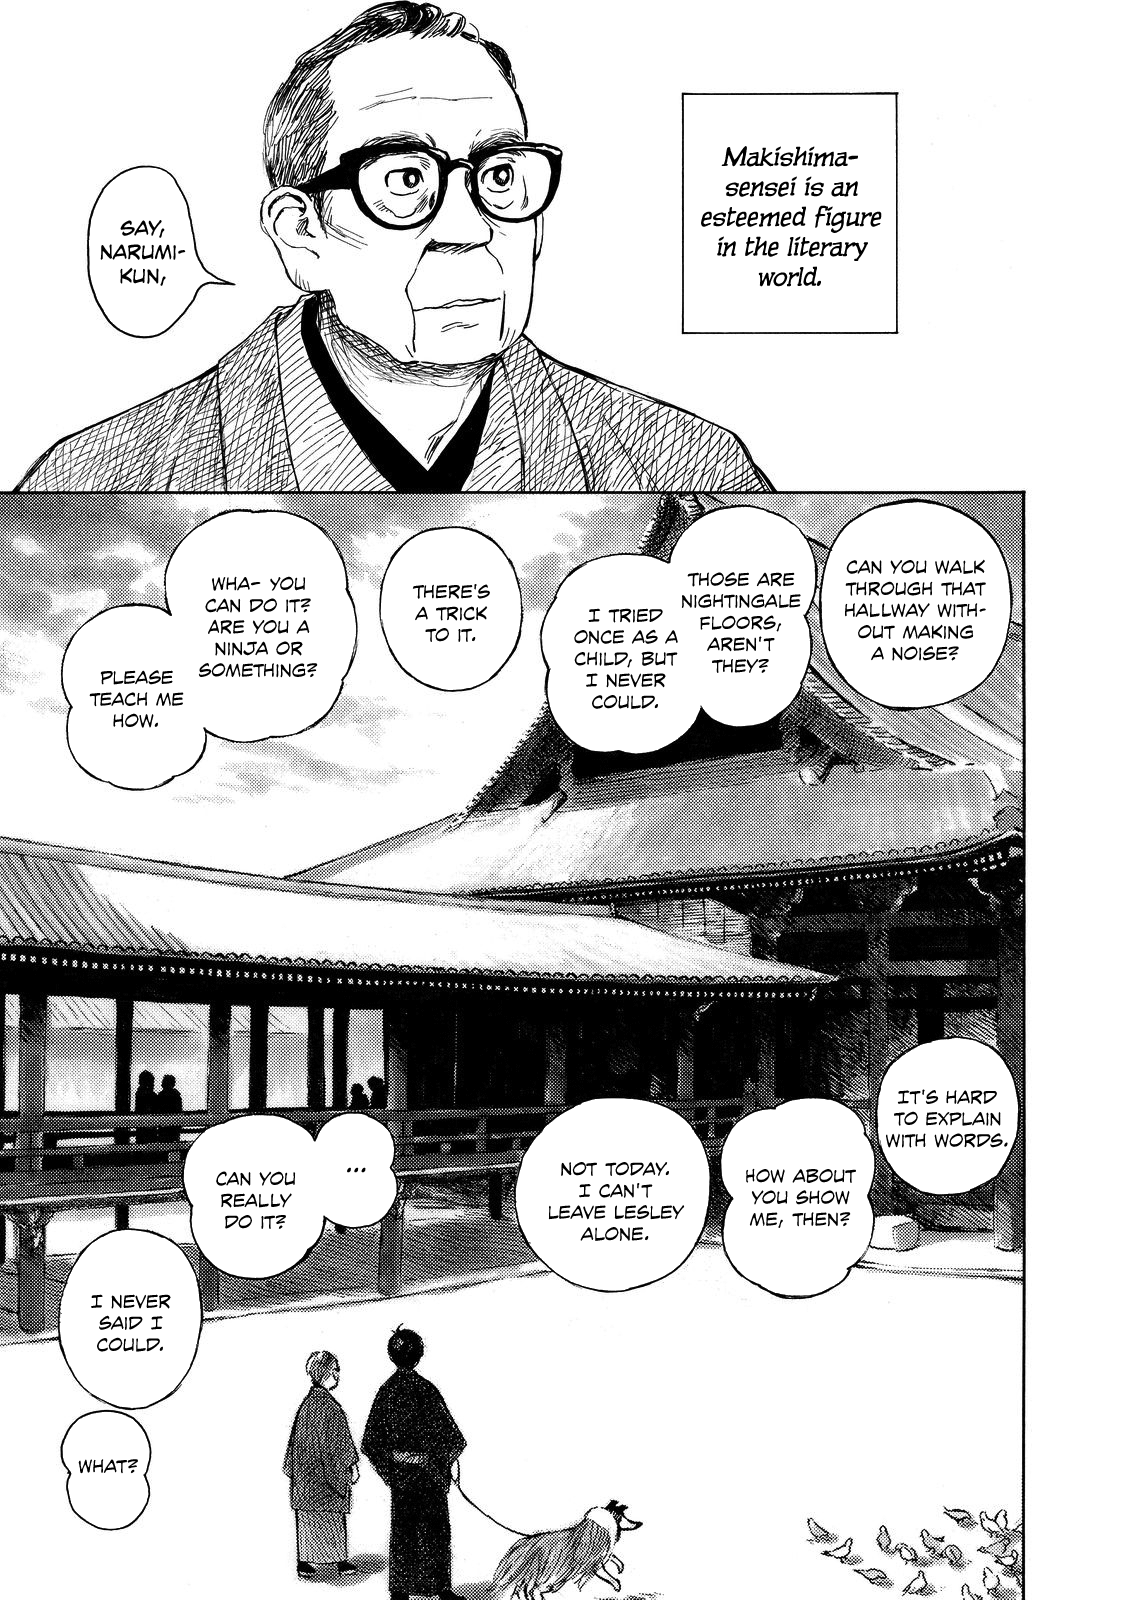 Makishima-
sensei is an
esteemed figure
in the literary
world.
SAY,
NARUMI-
KUN,
CAN YOU WALK
THROUGH THAT
HALLWAY WITH-
OUT MAKING
A NOISE?
THOSE ARE
NIGHTINGALE
FLOORS,
AREN'T
THEY?
I TRIED
ONCE AS A
CHILD, BUT
I NEVER
COULD.
THERE'S
A TRICK
TO IT.
WHA- YOU
CAN DO IT?
ARE YOU A
NINJA OR
SOMETHING?
PLEASE
TEACH ME
HOW.
IT'S HARD
TO EXPLAIN
WITH WORDS.
HOW ABOUT
YOU SHOW
ME, THEN?
NOT TODAY.
I CAN'T
LEAVE LESLEY
ALONE.
...
CAN YOU
REALLY
DO IT?
I NEVER
SAID I
COULD.
WHAT?